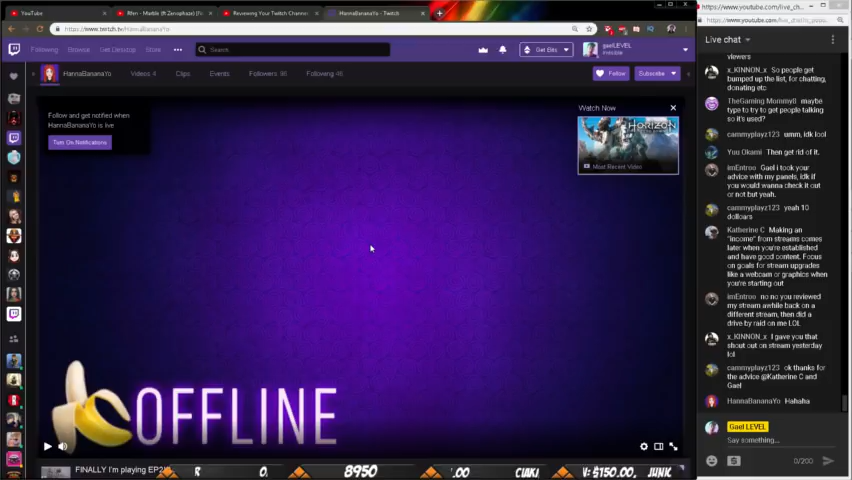 YouTube
Reviewing Your Twitch Channel
HannaBananaYo - Twitch
https://www.twitch.tv/HannaBananaYo
Following
Browse
Get Desktop
Store
Search
Get Bits
gaelLEVEL
Invisible
HannaBananaYo
Videos 4
Clips
Events
Followers
Following
Follow
Subscribe
Follow and get notified when
HannaBananaYo is live
Turn On Notifications
Watch Now
HORIZON
Most Recent Video
OFFLINE
FINALLY I'm playing EP2
R
0.
8950
.00
V: $150.00,
JUNK
Live chat
viewers
x_KINNON_x So people get
bumped up the list, for chatting,
donating etc
TheGaming Mommy8 maybe
type to try to get people talking
so it's used?
cammyplayz123 umm, idk lool
Yuu Okami Then get rid of it.
imEntroo Gael i took your
advice with my panels, idk if
you would wanna check it out
or not but yeah.
cammyplayz123 yeah 10
dolloars
Katherine C Making an
"income" from streams comes
later when you're established
and have good content. Focus
on goals for stream upgrades
like a webcam or graphics when
you're starting out
imEntroo no no you reviewed
my stream awhile back on a
different stream, then did a
drive by raid on me LOL
x_KINNON_x I gave you that
shout out on stream yesterday
lol
cammyplayz123 ok thanks for
the advice @Katherine C and
Gael
HannaBananaYo Hahaha
Gael LEVEL
Say something...
0/200